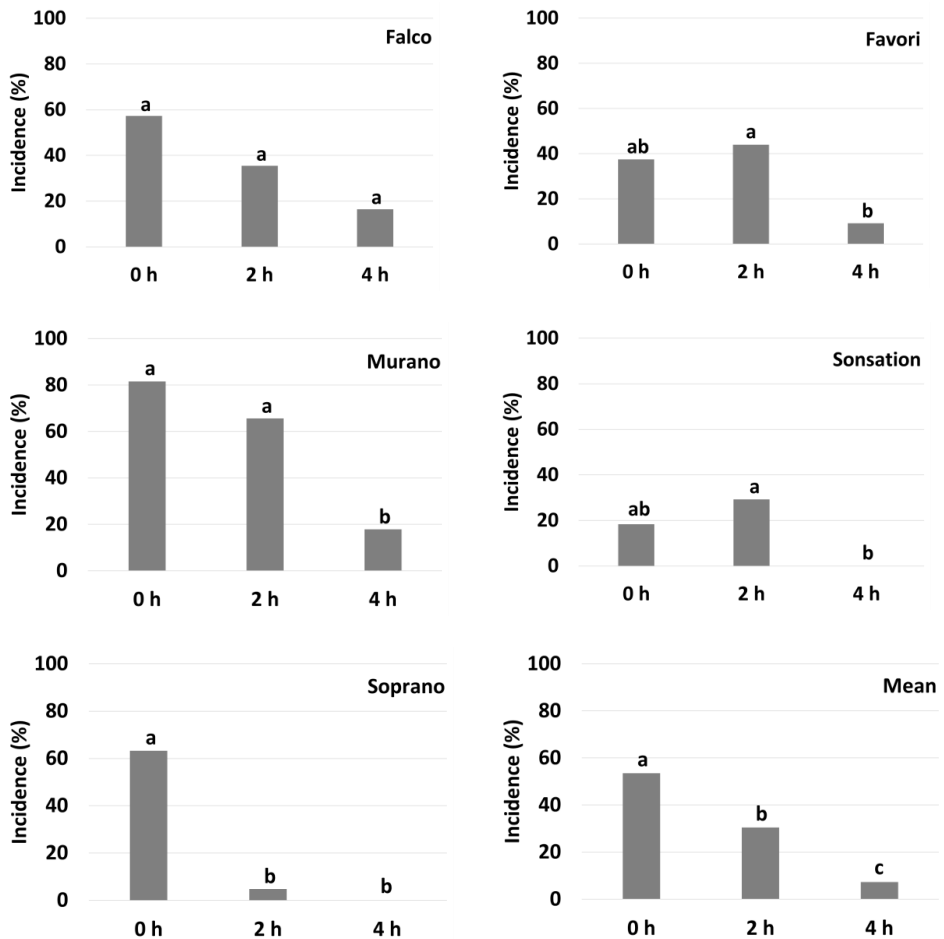 100
80
60
40
20
0
Incidence (%)
Falco
a
a
a
0 h 2 h 4 h
100
80
60
40
20
0
Incidence (%)
Favori
ab
a
b
0 h 2 h 4 h
100
80
60
40
20
0
Incidence (%)
Murano
a
a
b
0 h 2 h 4 h
100
80
60
40
20
0
Incidence (%)
Sonsation
ab
a
b
0 h 2 h 4 h
100
80
60
40
20
0
Incidence (%)
Soprano
a
b
b
0 h 2 h 4 h
100
80
60
40
20
0
Incidence (%)
Mean
a
b
c
0 h 2 h 4 h